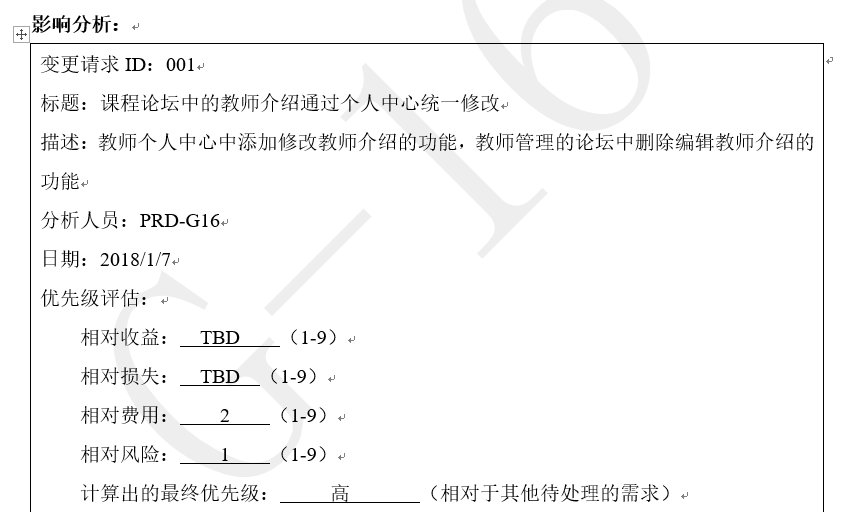 影响分析：
变更请求 ID：001
标题：课程论坛中的教师介绍通过个人中心统一修改
描述：教师个人中心中添加修改教师介绍的功能，教师管理的论坛中删除编辑教师介绍的
功能
分析人员：PRD-G16
日期：2018/1/7
优先级评估：
相对收益：TBD（1-9）
相对损失：TBD（1-9）
相对费用：2（1-9）
相对风险：1（1-9）
计算出的最终优先级：高（相对于其他待处理的需求）
G-16